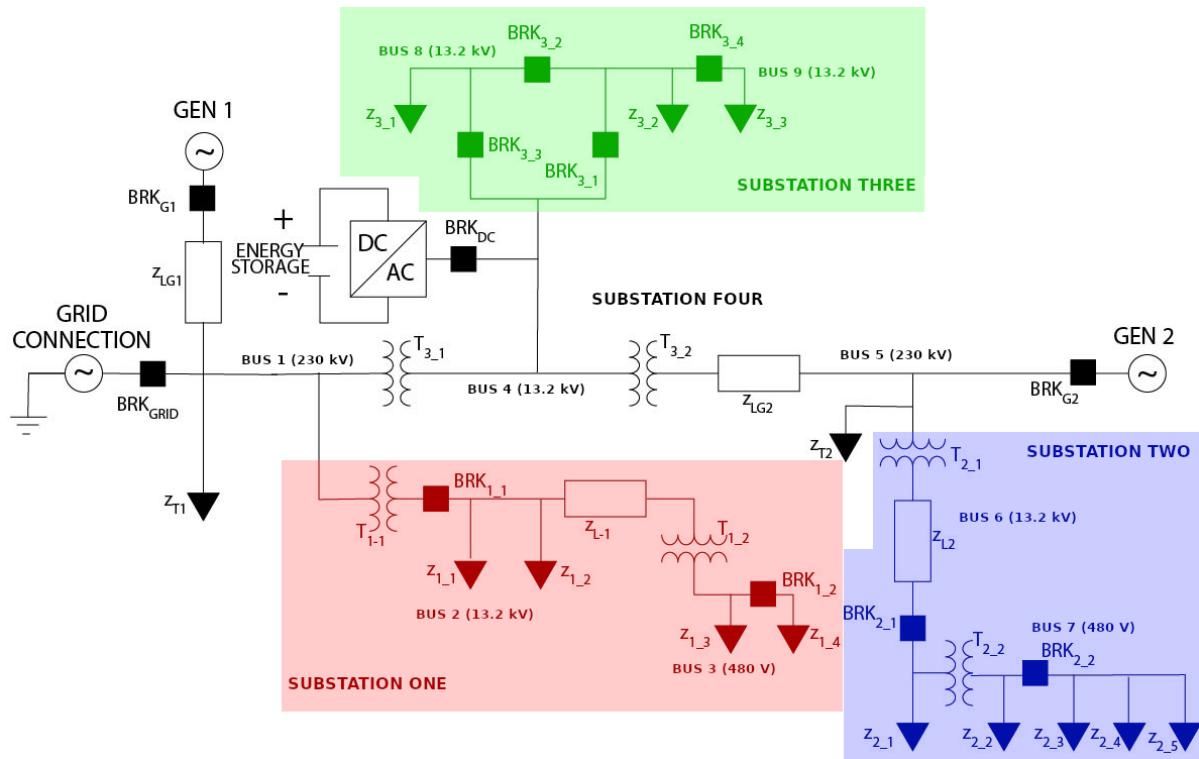 BRK3_2
BRK3_4
BUS 8 (13.2 kV)
BUS 9 (13.2 kV)
z3_1
z3_2
z3_3
BRK3_3
BRK3_1
SUBSTATION THREE
GEN 1
~
BRKG1
+
ENERGY
STORAGE
-
DC
AC
BRKDC
zLG1
SUBSTATION FOUR
GRID
CONNECTION
~
BRKGRID
BUS 1 (230 kV)
T3_1
BUS 4 (13.2 kV)
T3_2
zLG2
BUS 5 (230 kV)
GEN 2
~
BRKG2
zT1
zT2
T2_1
SUBSTATION TWO
BRK1_1
T1-1
zL-1
T1_2
z1_1
z1_2
BUS 2 (13.2 kV)
BRK1_2
z1_3
z1_4
BUS 3 (480 V)
SUBSTATION ONE
BUS 6 (13.2 kV)
zL2
BRK2_1
BUS 7 (480 V)
T2_2
BRK2_2
z2_1
z2_2
z2_3
z2_4
z2_5